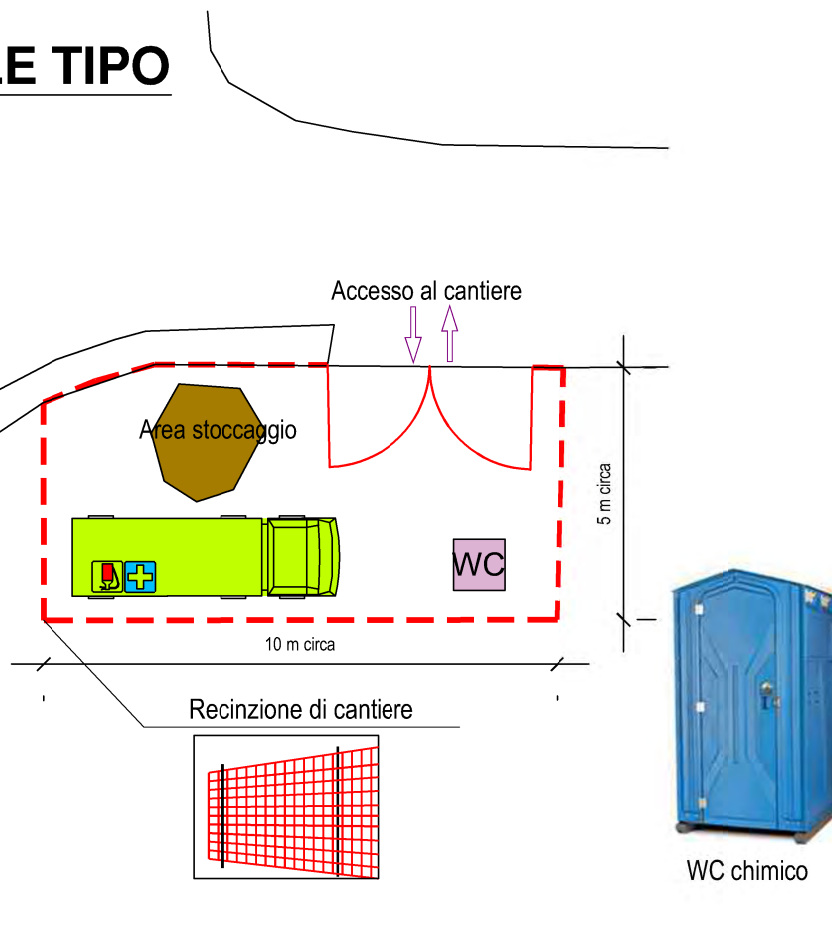 LE TIPO
Accesso al cantiere
Area stoccaggio
5 m circa
WC
10 m circa
Recinzione di cantiere
WC chimico